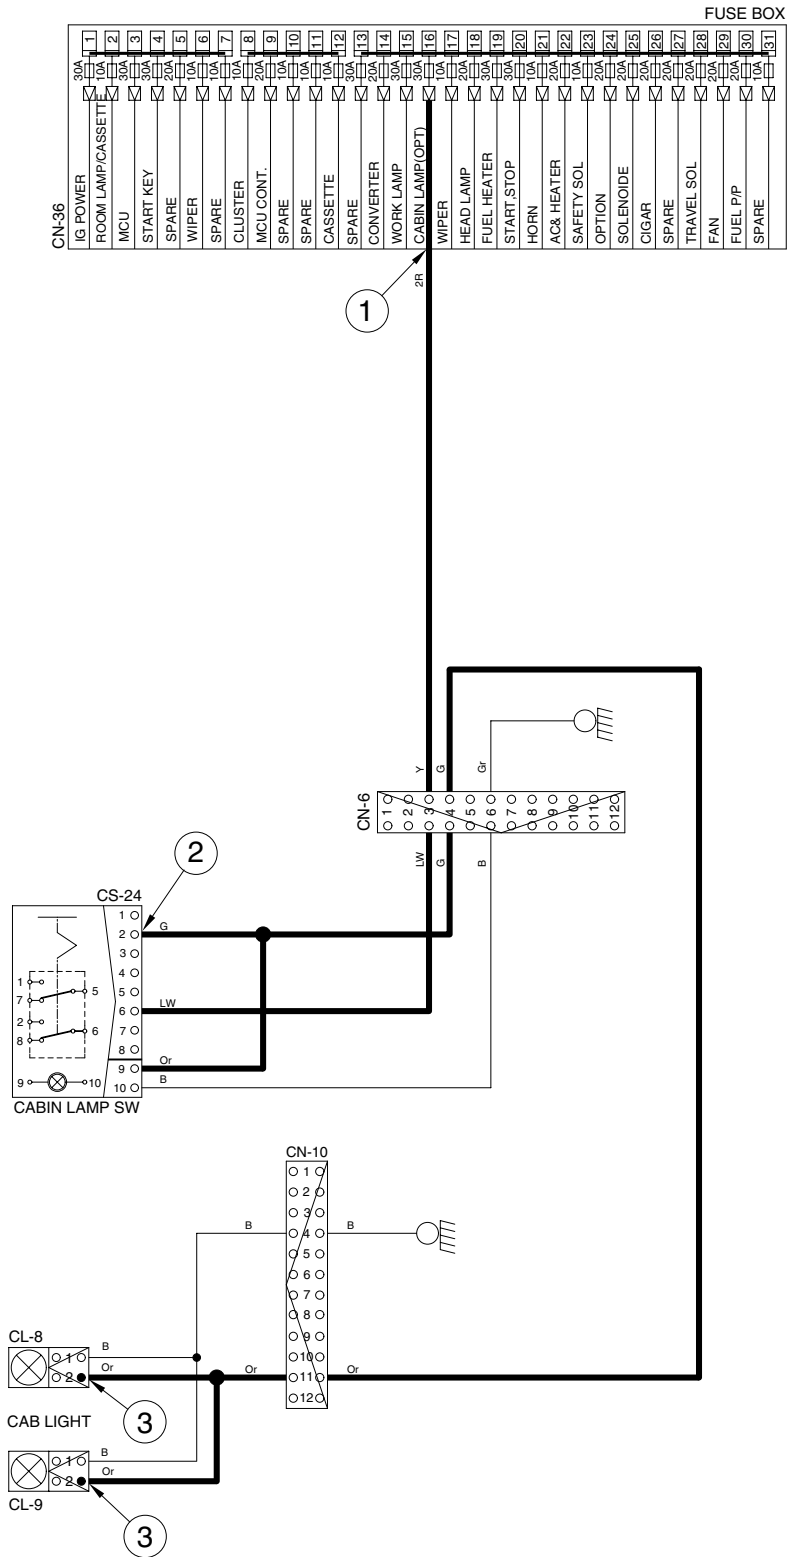 FUSE BOX
1 2 3 4 5 6 7 8 9 10 11 12 13 14 15 16 17 18 19 20 21 22 23 24 25 26 27 28 29 30 31
30A 10A 30A 30A 20A 10A 10A 10A 20A 10A 10A 20A 30A 20A 30A 30A 10A 30A 30A 30A 10A 20A 10A 20A 20A 20A 20A 20A 20A 20A 10A
CN-36
IG POWER
ROOM LAMP/CASSETTE
MCU
START KEY
SPARE
WIPER
SPARE
CLUSTER
MCU CONT.
SPARE
SPARE
CASSETTE
SPARE
CONVERTER
WORK LAMP
CABIN LAMP(OPT)
WIPER
HEAD LAMP
FUEL HEATER
START,STOP
HORN
AC& HEATER
SAFETY SOL
OPTION
SOLENOIDE
CIGAR
SPARE
TRAVEL SOL
FAN
FUEL P/P
SPARE
2R
1
Y G Gr
CN-6
1 2 3 4 5 6 7 8 9 10 11 12
LW G B
2
CS-24
1
2 G
3
4
5
6 LW
7
8
9 Or
10 B
1
7 5
2
8 6
9 10
CABIN LAMP SW
CN-10
1
2
3
B 4 B
5
6
7
8
9
10
Or 11 Or
12
CL-8
1 B
2 Or
3
CAB LIGHT
1 B
2 Or
CL-9
3